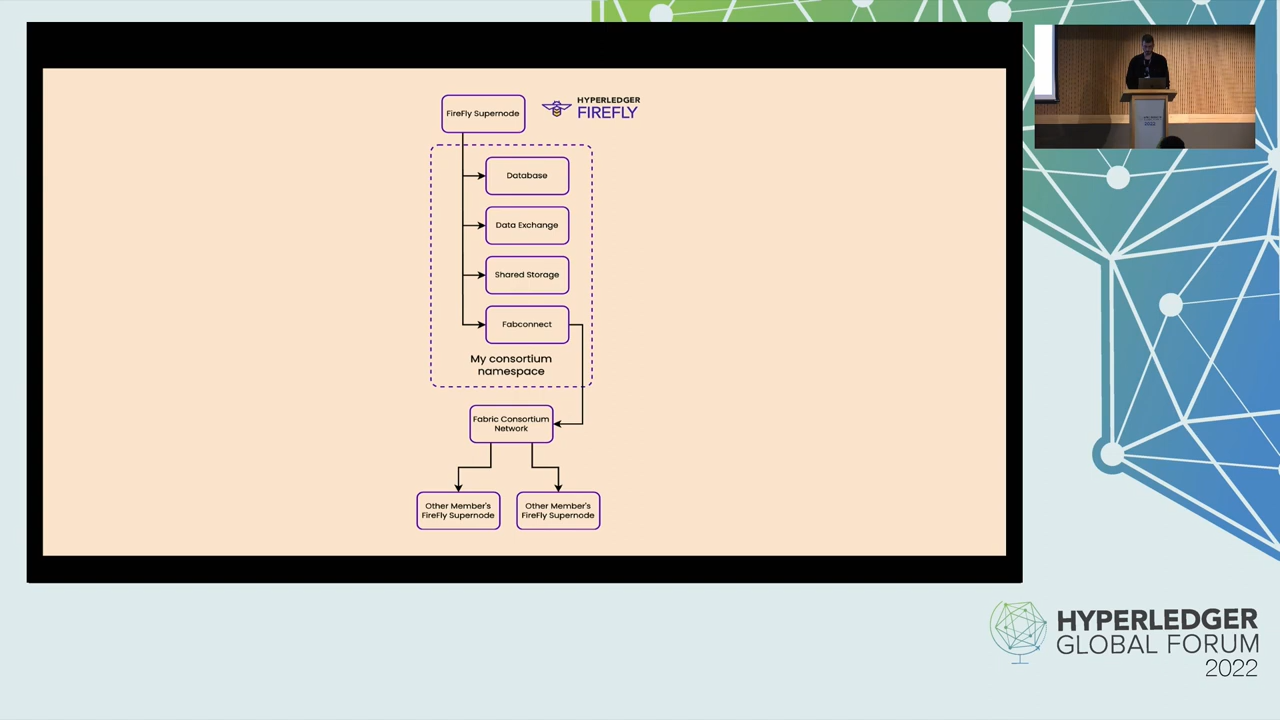 FireFly Supernode
HYPERLEDGER
FIREFLY
Database
Data Exchange
Shared Storage
Fabconnect
My consortium
namespace
Fabric Consortium
Network
Other Member's
FireFly Supernode
Other Member's
FireFly Supernode
HYPERLEDGER
GLOBAL FORUM
2022